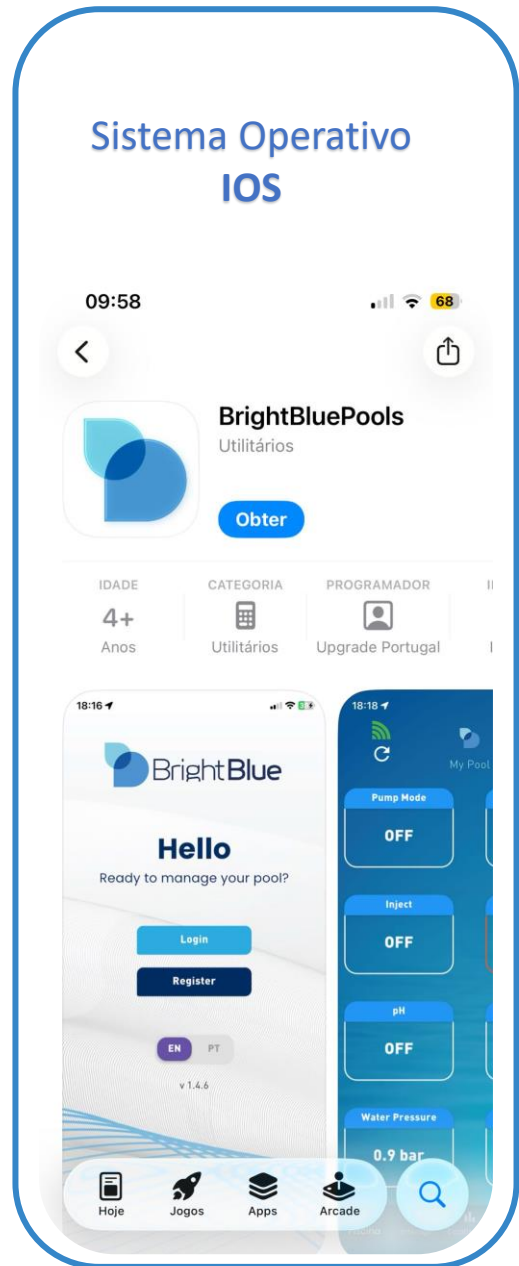 Sistema Operativo
IOS
09:58
68
BrightBluePools
Utilitários
Obter
IDADE
4+
Anos
CATEGORIA
Utilitários
PROGRAMADOR
Upgrade Portugal
18:16
BrightBlue
Hello
Ready to manage your pool?
Login
Register
EN PT
v 1.4.6
18:18
My Pool
Pump Mode
OFF
Inject
OFF
pH
OFF
Water Pressure
0.9 bar
Hoje
Jogos
Apps
Arcade